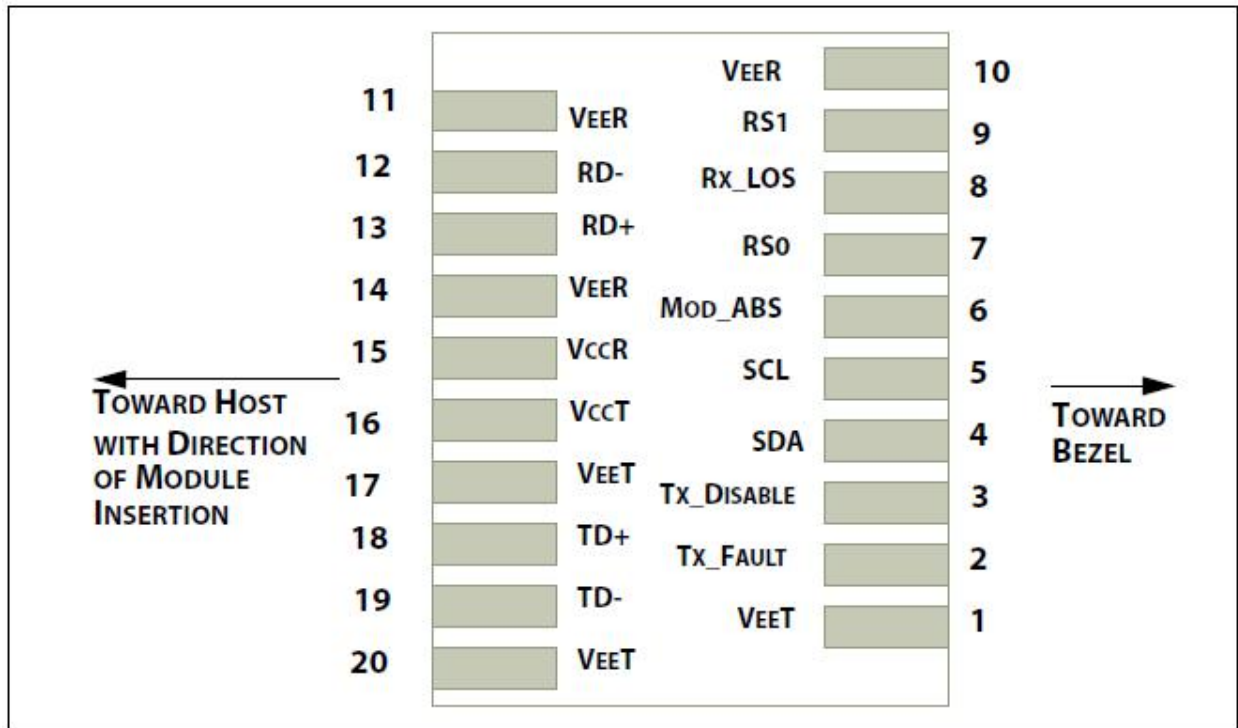 VEER 10
11 VEER
RS1 9
12 RD-
Rx_LOS 8
13 RD+
RS0 7
14 VEER
MOD_ABS 6
15 VCCR
SCL 5
TOWARD HOST
WITH DIRECTION
OF MODULE
INSERTION
16 VCCT
TOWARD
BEZEL
SDA 4
17 VEET
TX_DISABLE 3
18 TD+
TX_FAULT 2
19 TD-
VEET 1
20 VEET